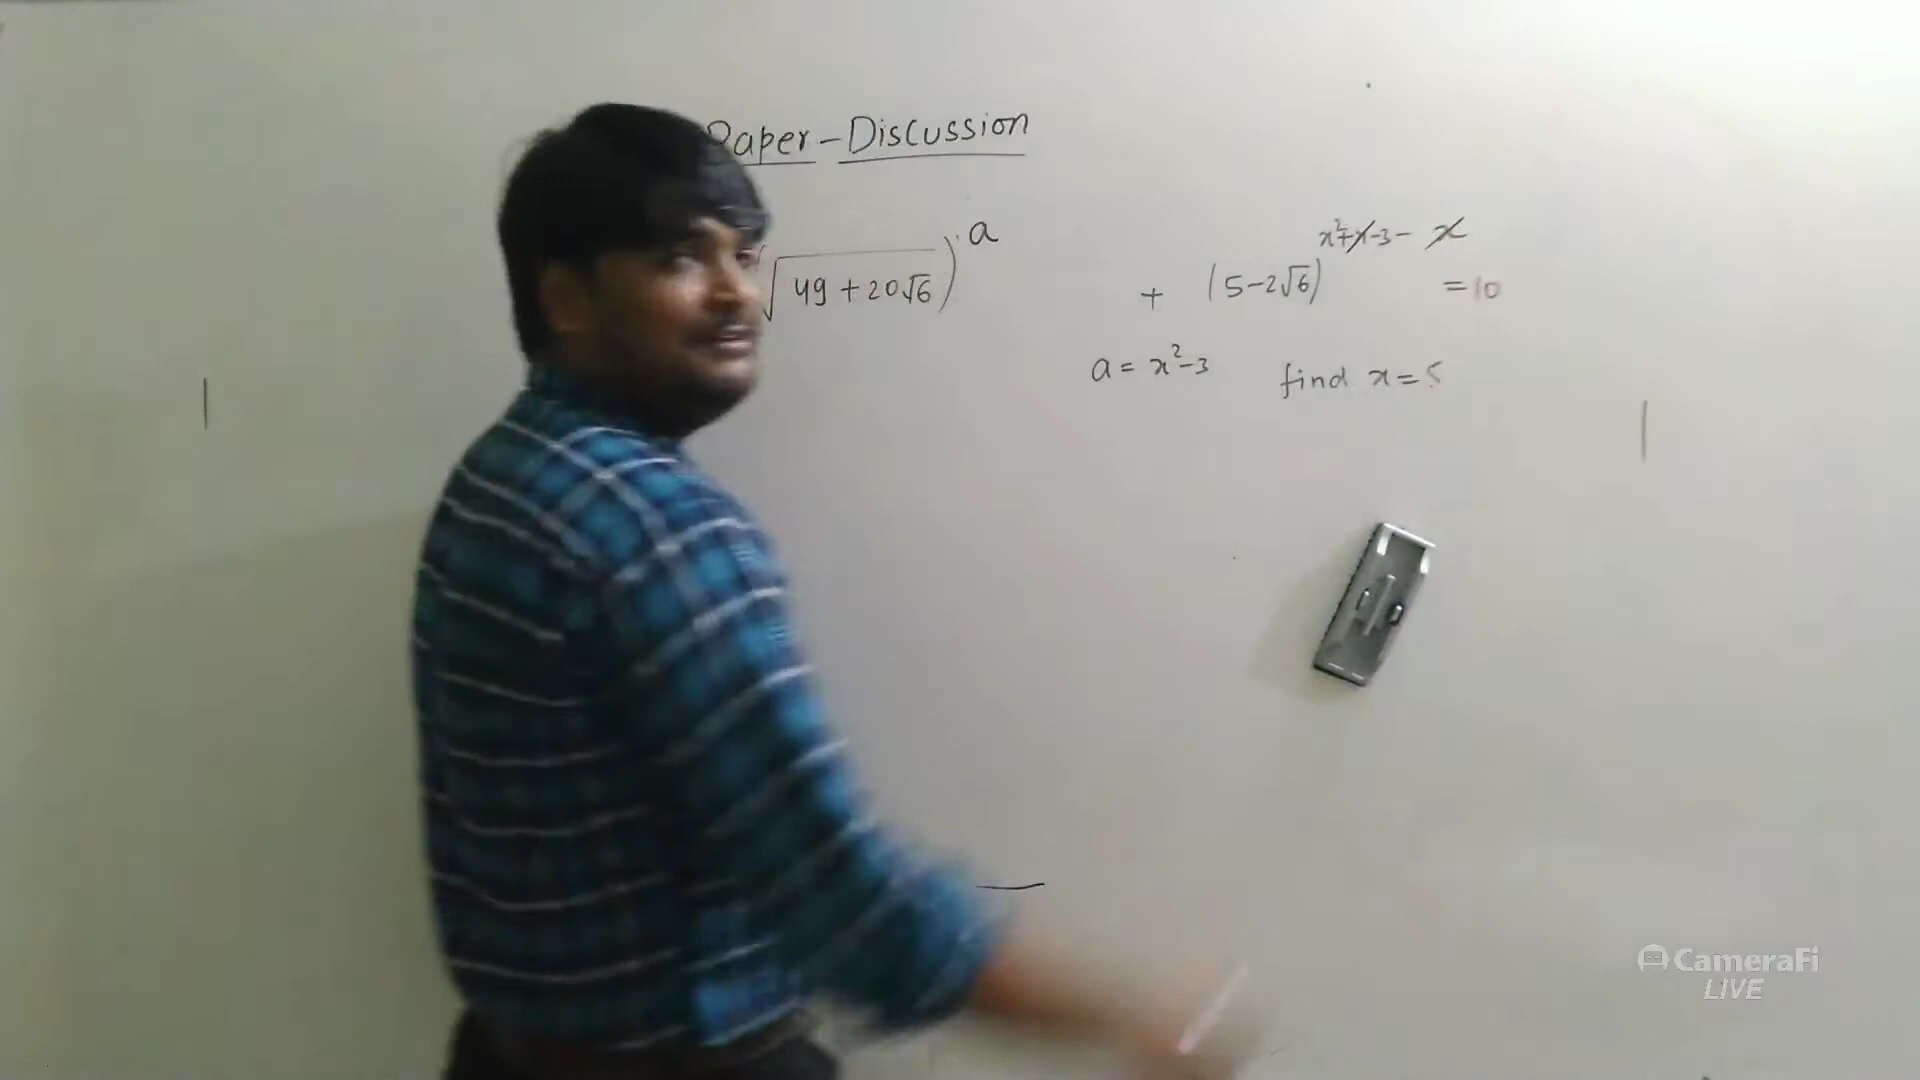 Paper-Discussion
√(49+20√6))^a + (5-2√6)^(x²+x-3-x) =10
a = x²-3 find x=5
CameraFi
LIVE